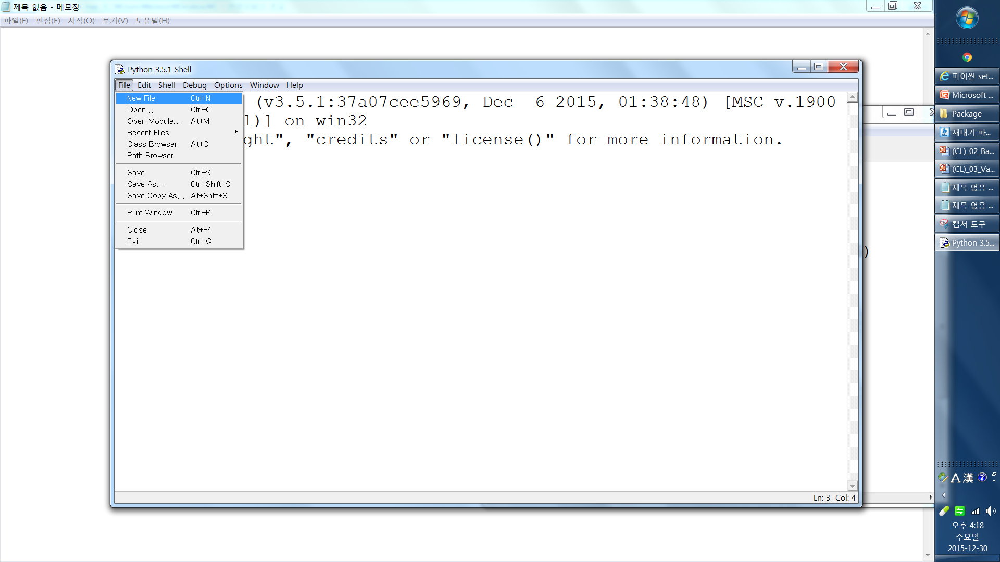 제목 없음 - 메모장
파일(F) 편집(E) 서식(O) 보기(V) 도움말(H)
Python 3.5.1 Shell
File Edit Shell Debug Options Window Help
(v3.5.1:37a07cee5969, Dec 6 2015, 01:38:48) [MSC v.1900
l)] on win32
ght", "credits" or "license()" for more information.
New File Ctrl+N
Open... Ctrl+O
Open Module... Alt+M
Recent Files
Class Browser Alt+C
Path Browser
Save Ctrl+S
Save As... Ctrl+Shift+S
Save Copy As... Alt+Shift+S
Print Window Ctrl+P
Close Alt+F4
Exit Ctrl+Q
)
Ln: 3 Col: 4
파이썬 set...
Microsoft ...
Package
새내기 파...
(CL)_02_Ba...
(CL)_03_Va...
제목 없음 ...
제목 없음 ...
캡처 도구
Python 3.5...
A 漢
오후 4:18
수요일
2015-12-30